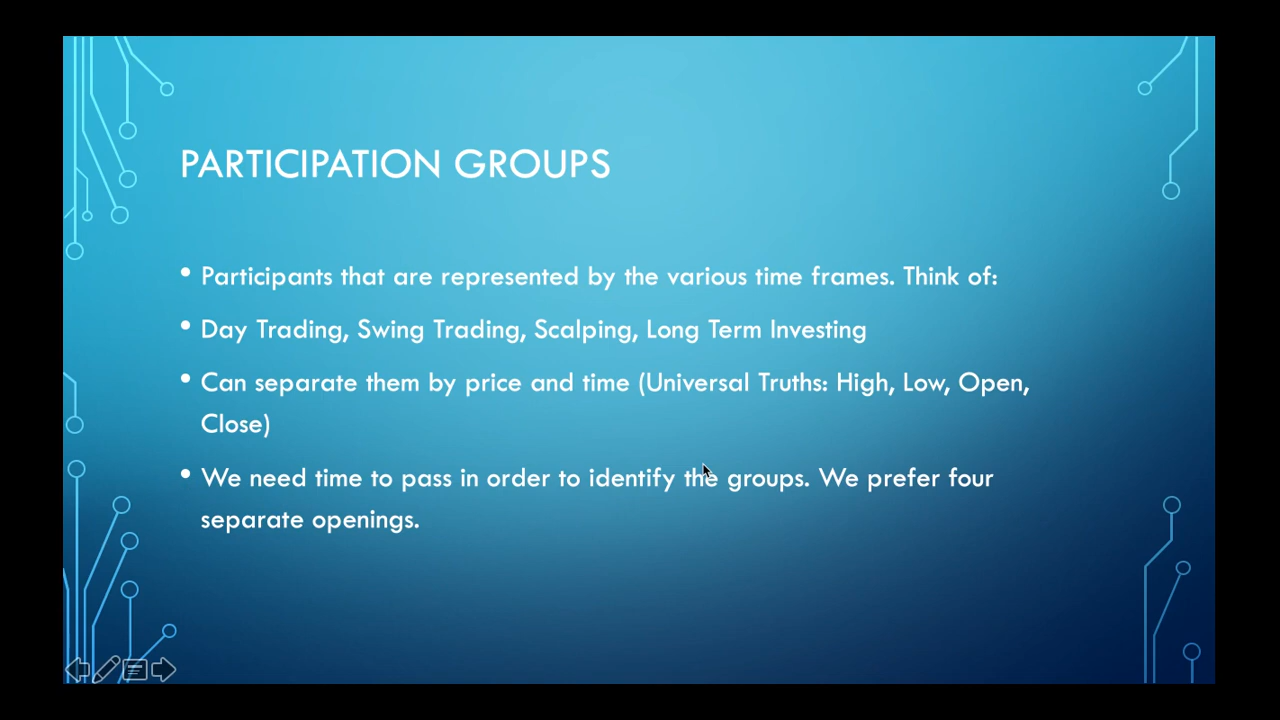 PARTICIPATION GROUPS
• Participants that are represented by the various time frames. Think of:
• Day Trading, Swing Trading, Scalping, Long Term Investing
• Can separate them by price and time (Universal Truths: High, Low, Open,
Close)
• We need time to pass in order to identify the groups. We prefer four
separate openings.